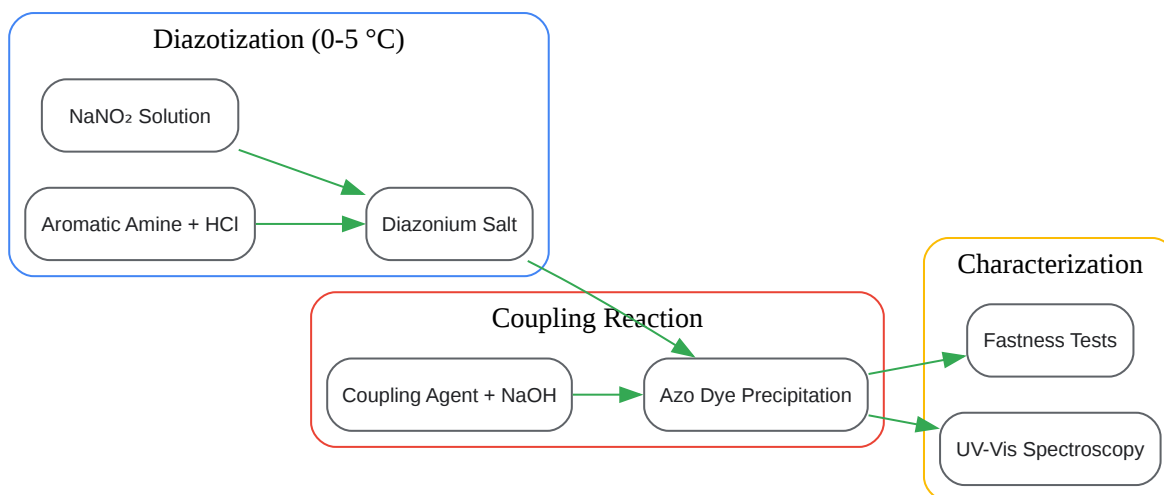 Diazotization (0-5 °C)
NaNO₂ Solution
Aromatic Amine + HCl
Diazonium Salt
Coupling Reaction
Coupling Agent + NaOH
Azo Dye Precipitation
Characterization
Fastness Tests
UV-Vis Spectroscopy